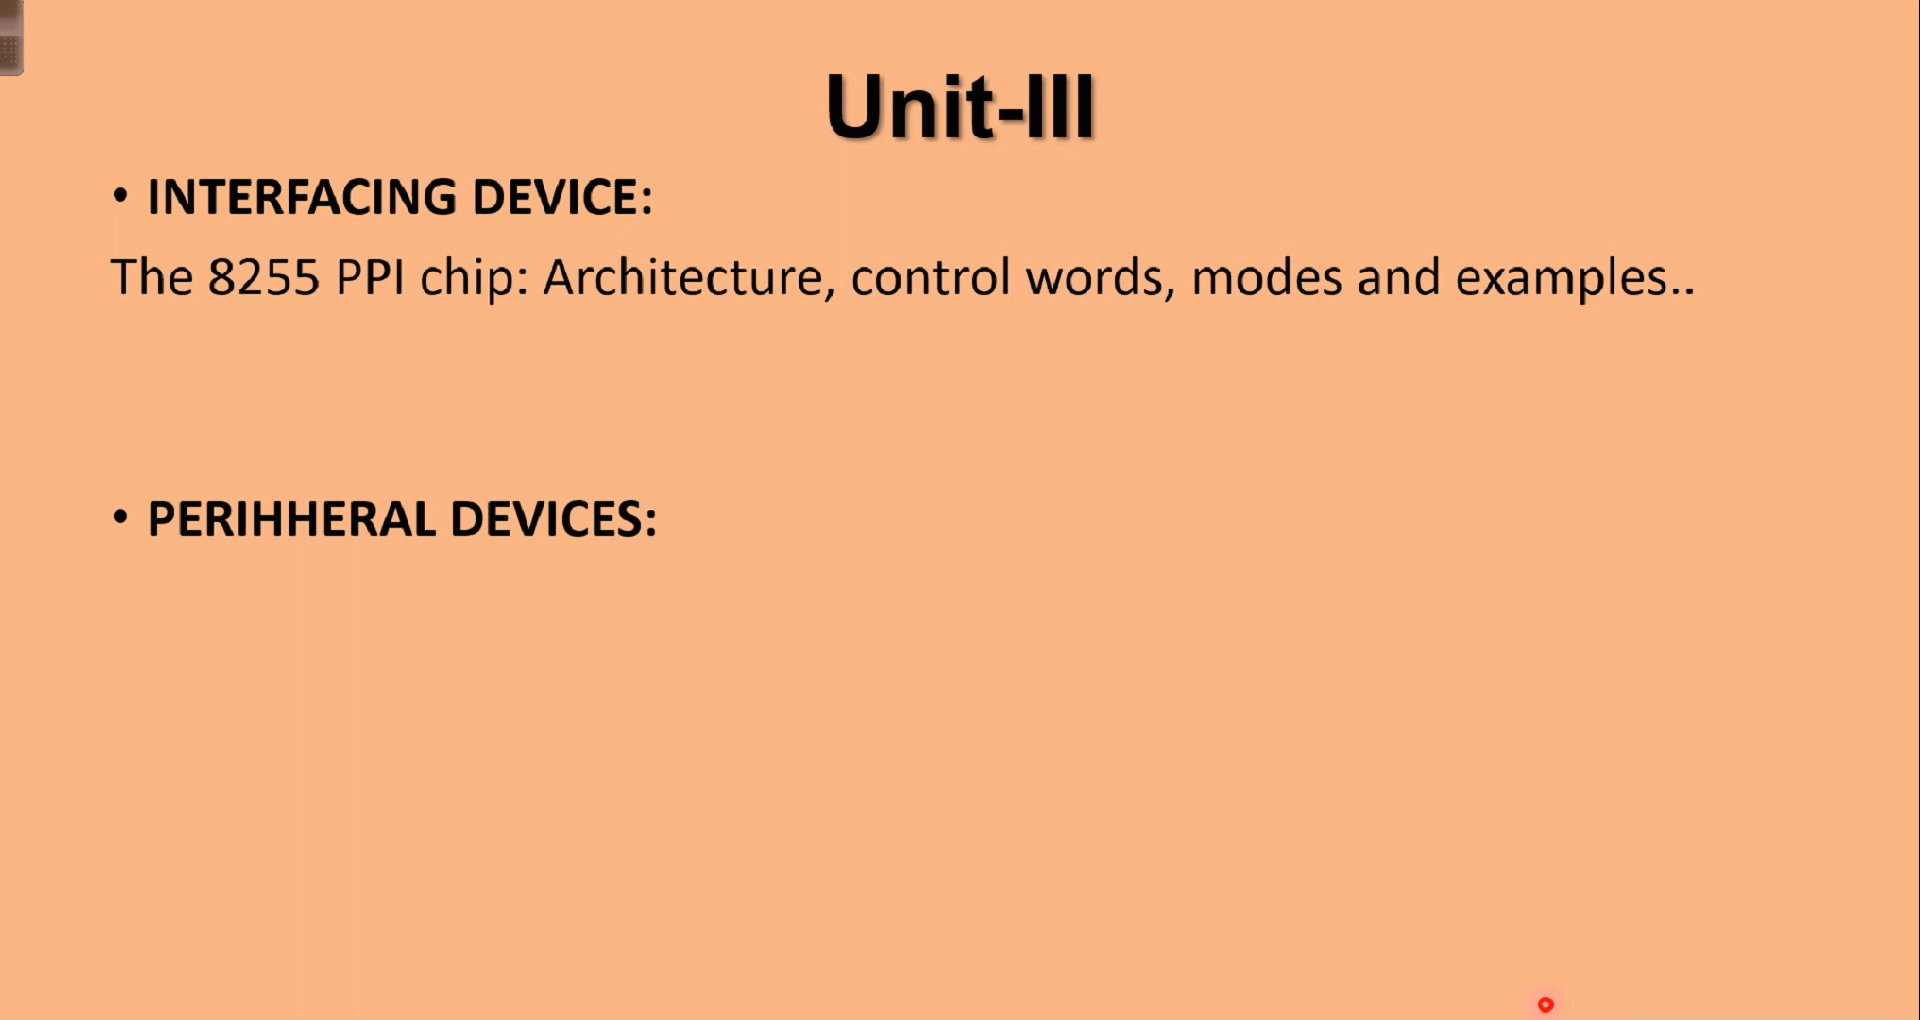 Unit-III
• INTERFACING DEVICE:
The 8255 PPI chip: Architecture, control words, modes and examples..
• PERIHHERAL DEVICES: